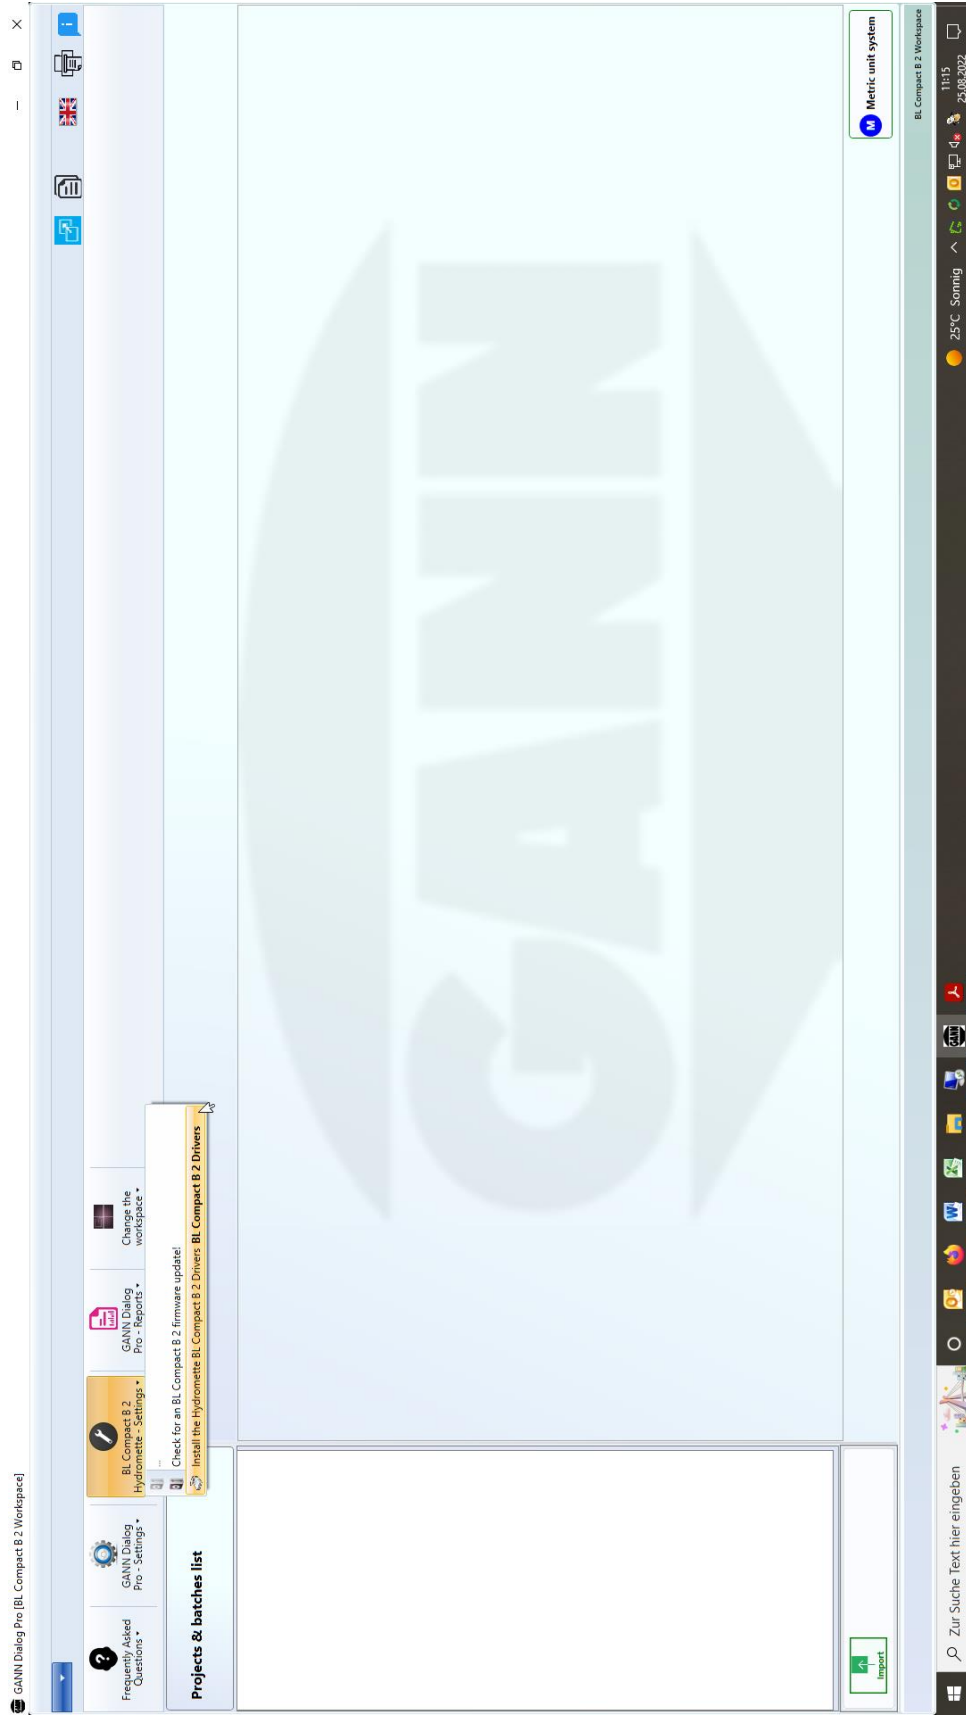 GANN Dialog Pro [BL Compact B 2 Workspace]
Frequently Asked
Questions
GANN Dialog
Pro - Settings
BL Compact B 2
Hydromette - Settings
GANN Dialog
Pro - Reports
Change the
workspace
...
Check for an BL Compact B 2 firmware update!
Install the Hydromette BL Compact B 2 Drivers BL Compact B 2 Drivers
Projects & batches list
GANN
Import
M Metric unit system
BL Compact B 2 Workspace
Zur Suche Text hier eingeben
GANN
25°C Sonnig
11:15
25.08.2022